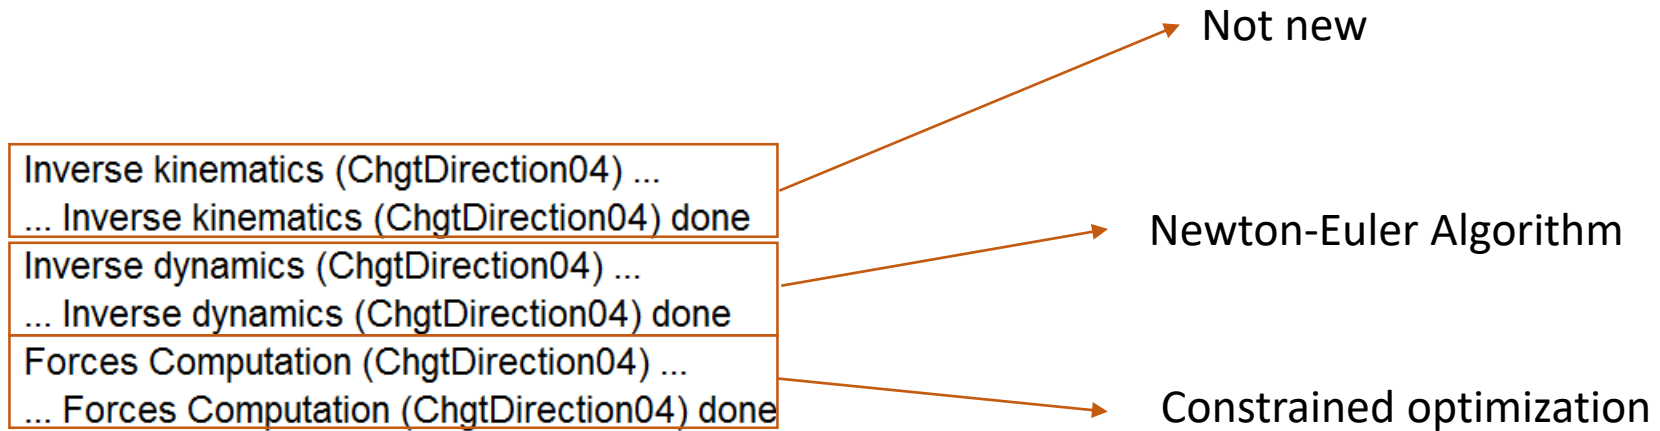 Not new
Inverse kinematics (ChgtDirection04) ...
... Inverse kinematics (ChgtDirection04) done
Newton-Euler Algorithm
Inverse dynamics (ChgtDirection04) ...
... Inverse dynamics (ChgtDirection04) done
Forces Computation (ChgtDirection04) ...
... Forces Computation (ChgtDirection04) done
Constrained optimization